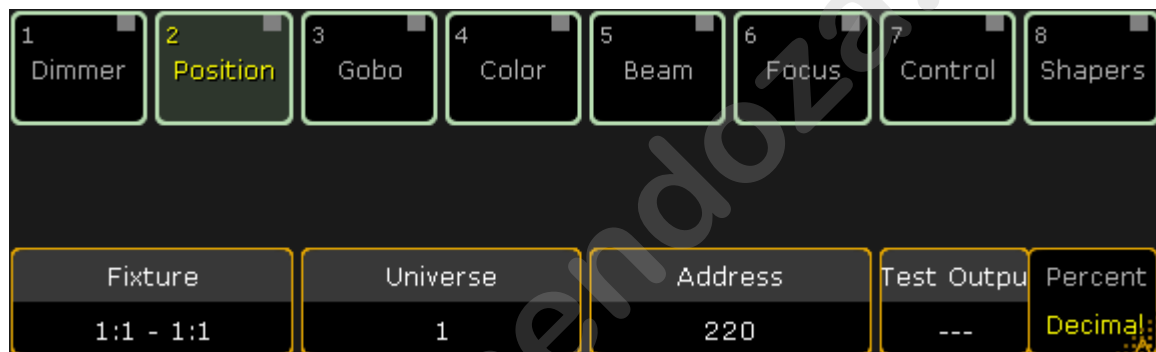 1 2 3 4 5 6 7 8
Dimmer Position Gobo Color Beam Focus Control Shapers
Fixture Universe Address Test Outpu Percent
1:1 - 1:1 1 220 --- Decimal
endoza